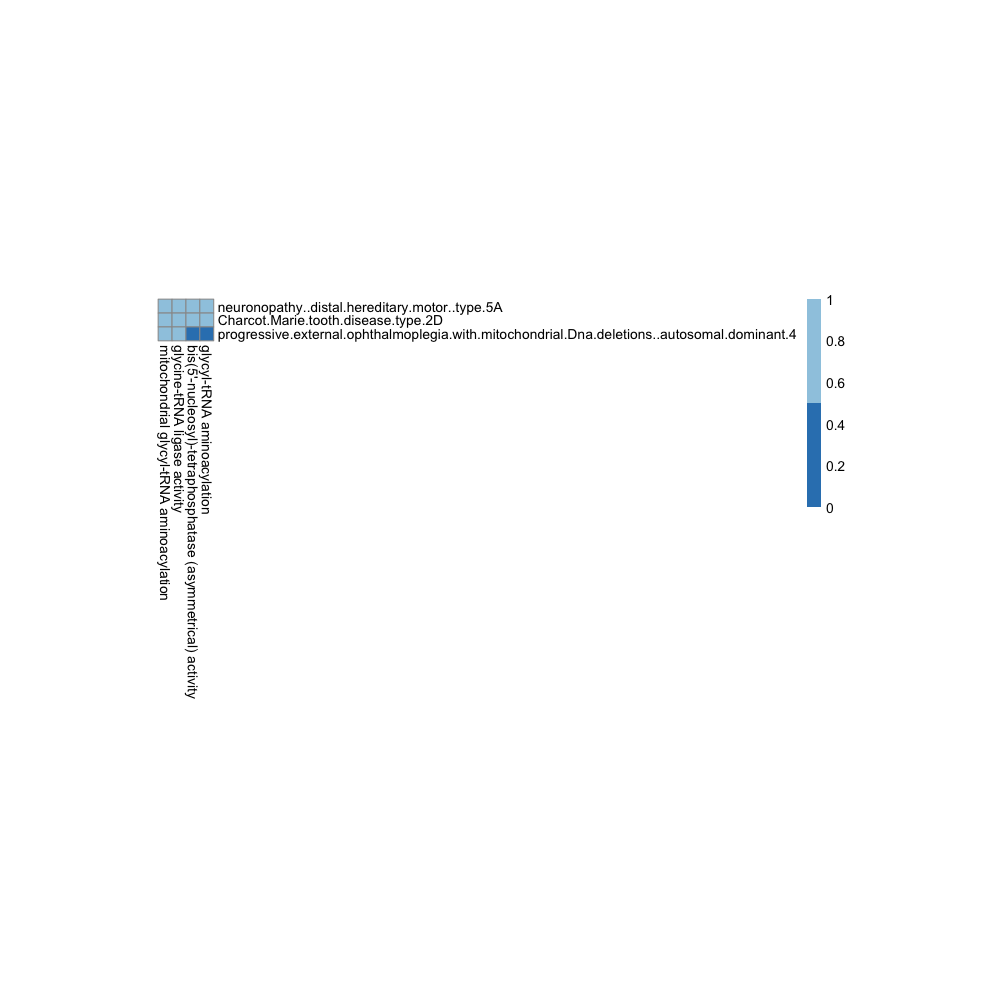 neuronopathy..distal.hereditary.motor..type.5A
Charcot.Marie.tooth.disease.type.2D
progressive.external.ophthalmoplegia.with.mitochondrial.Dna.deletions..autosomal.dominant.4
mitochondrial glycyl-tRNA aminoacylation
glycine-tRNA ligase activity
bis(5'-nucleosyl)-tetraphosphatase (asymmetrical) activity
glycyl-tRNA aminoacylation
1
0.8
0.6
0.4
0.2
0